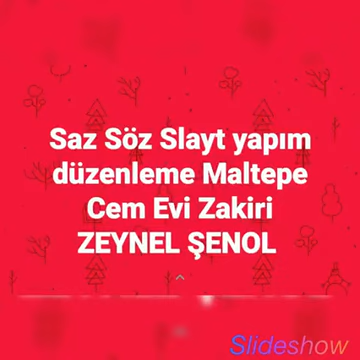 Saz Söz Slayt yapım
düzenleme Maltepe
Cem Evi Zakiri
ZEYNEL ŞENOL
Slideshow